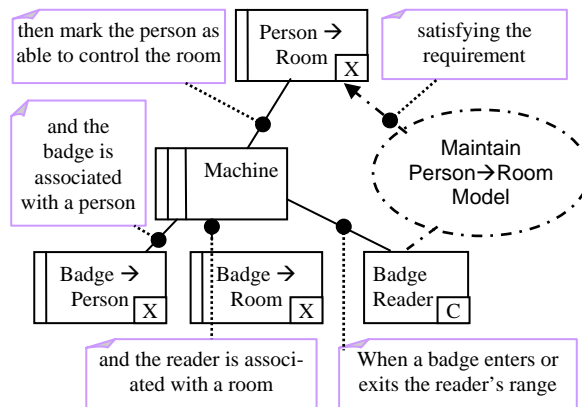 then mark the person as
able to control the room
Person →
Room
X
satisfying the
requirement
and the
badge is
associated
with a person
Machine
Maintain
Person→Room
Model
Badge →
Person
X
Badge →
Room
X
Badge
Reader
C
and the reader is associ-
ated with a room
When a badge enters or
exits the reader's range